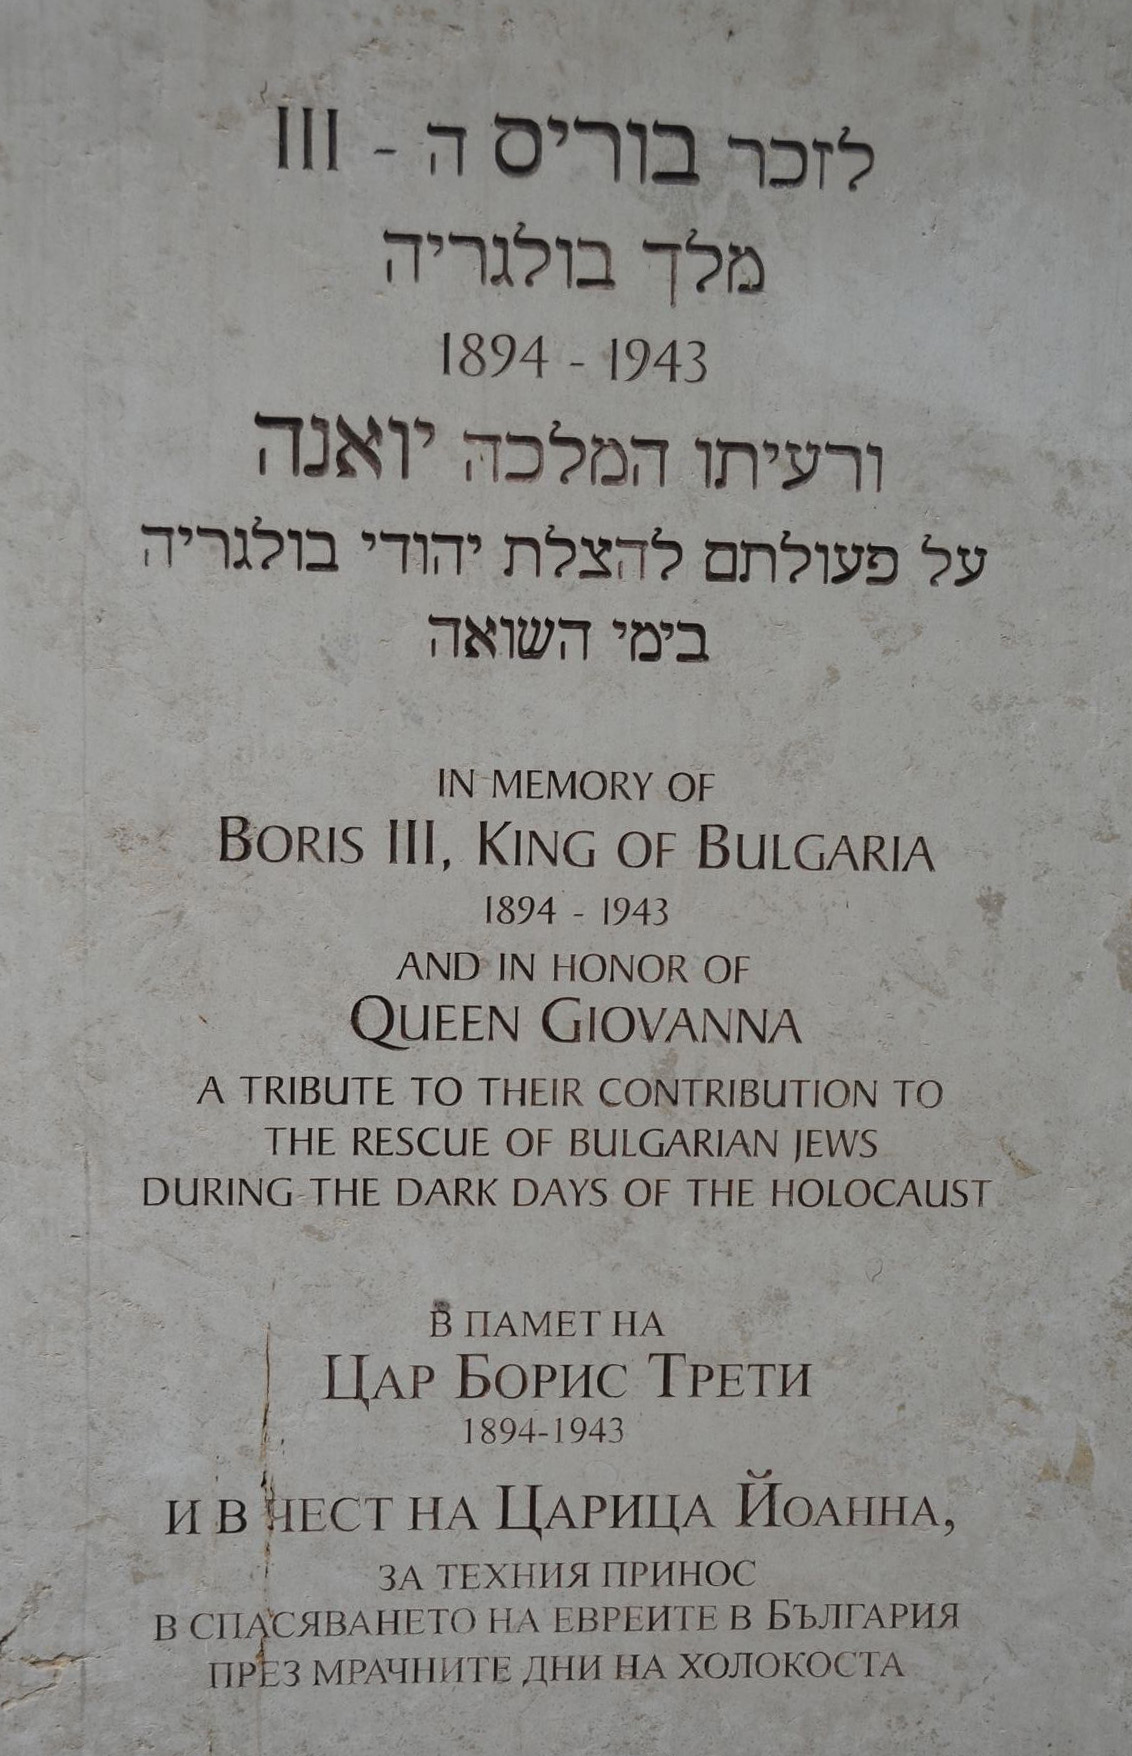 לזכר בוריס ה - III
מלך בולגריה
1894 - 1943
ורעיתו המלכה יואנה
על פעולתם להצלת יהודי בולגריה
בימי השואה
IN MEMORY OF
BORIS III, KING OF BULGARIA
1894 - 1943
AND IN HONOR OF
QUEEN GIOVANNA
A TRIBUTE TO THEIR CONTRIBUTION TO
THE RESCUE OF BULGARIAN JEWS
DURING THE DARK DAYS OF THE HOLOCAUST
В ПАМЕТ НА
ЦАР БОРИС ТРЕТИ
1894-1943
И В ЧЕСТ НА ЦАРИЦА ЙОАННА,
ЗА ТЕХНИЯ ПРИНОС
В СПАСЯВАНЕТО НА ЕВРЕИТЕ В БЪЛГАРИЯ
ПРЕЗ МРАЧНИТЕ ДНИ НА ХОЛОКОСТА